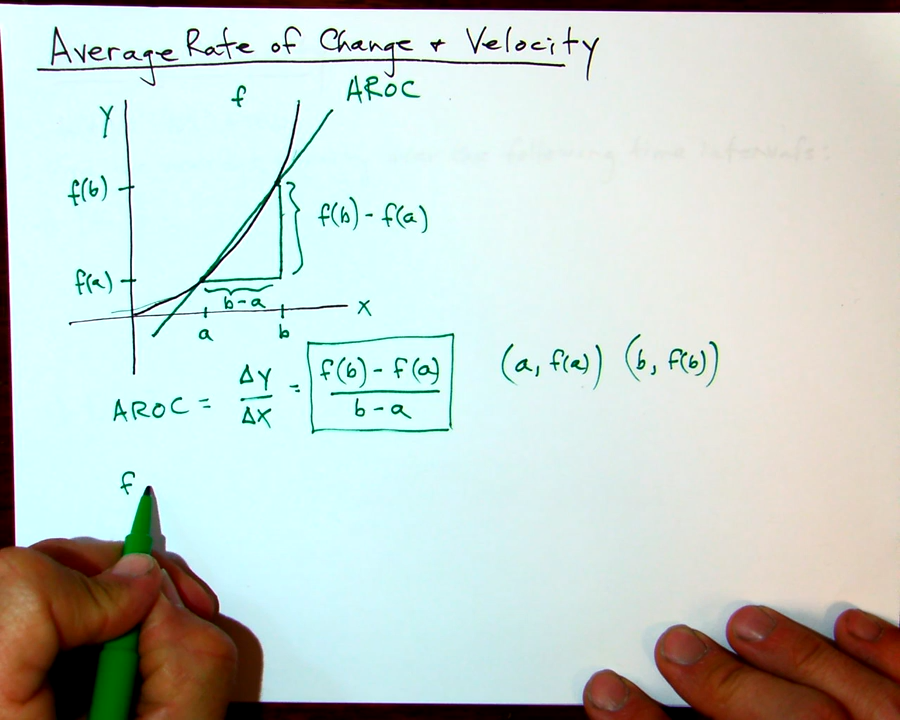 Average Rate of Change + Velocity
f
AROC
Y
f(b)
f(b) - f(a)
f(a)
b-a
x
a
b
AROC = ΔY/ΔX = f(b) - f(a)/b-a
(a, f(a)) (b, f(b))
f